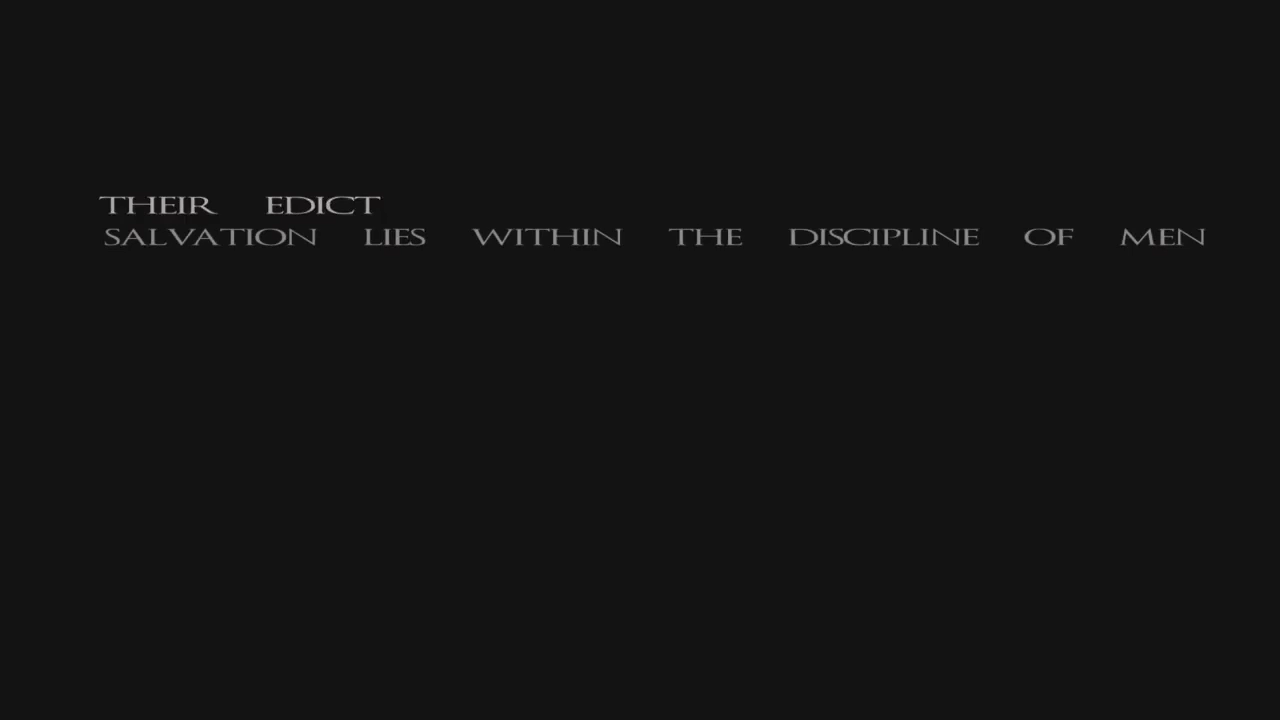 THEIR EDICT
SALVATION LIES WITHIN THE DISCIPLINE OF MEN